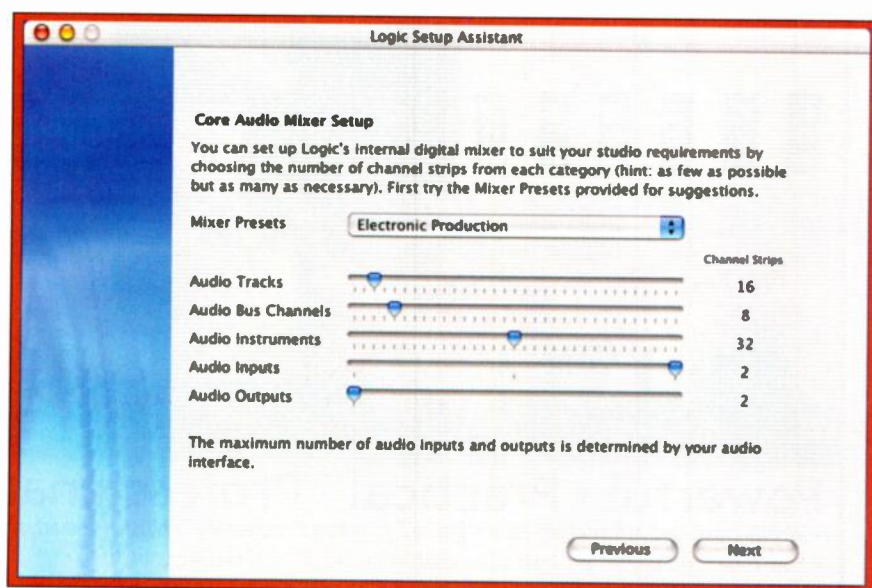 Logic Setup Assistant
Core Audio Mixer Setup
You can set up Logic's internal digital mixer to suit your studio requirements by
choosing the number of channel strips from each category (hint: as few as possible
but as many as necessary). First try the Mixer Presets provided for suggestions.
Mixer Presets Electronic Production
Channel Strips
Audio Tracks 16
Audio Bus Channels 8
Audio Instruments 32
Audio Inputs 2
Audio Outputs 2
The maximum number of audio inputs and outputs is determined by your audio
interface.
Previous Next